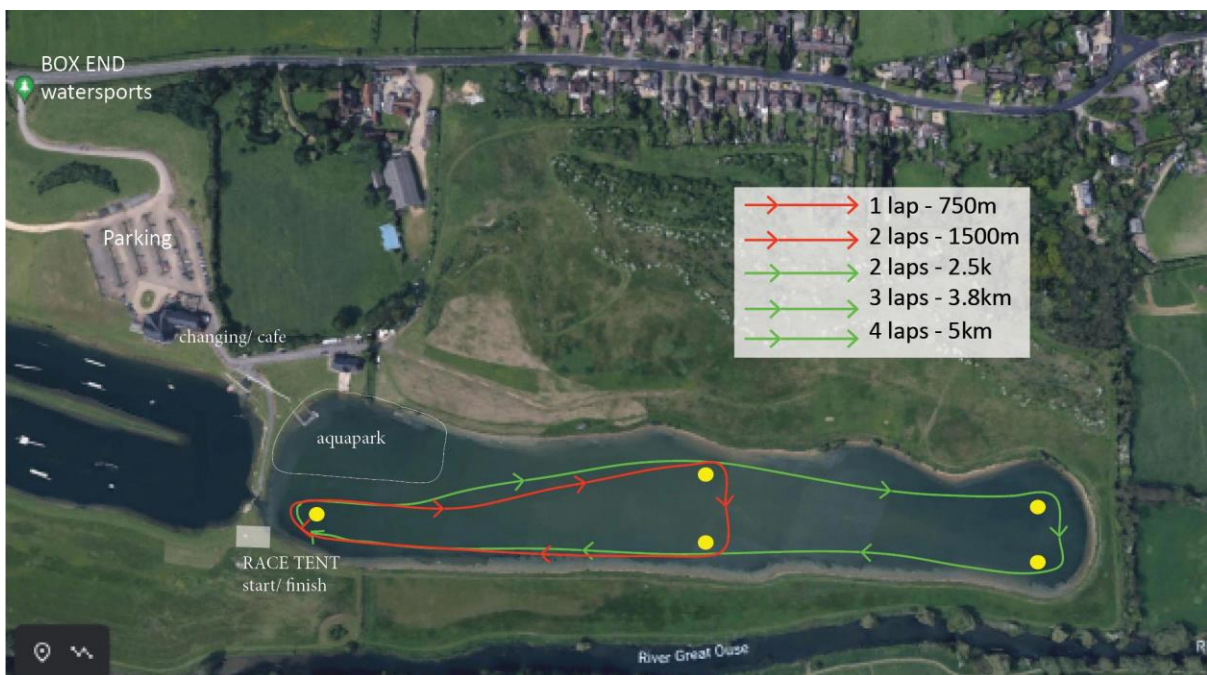 BOX END
watersports
Parking
1 lap - 750m
2 laps - 1500m
2 laps - 2.5k
3 laps - 3.8km
4 laps - 5km
changing/ cafe
aquapark
RACE TENT
start/ finish
River Great Ouse
R